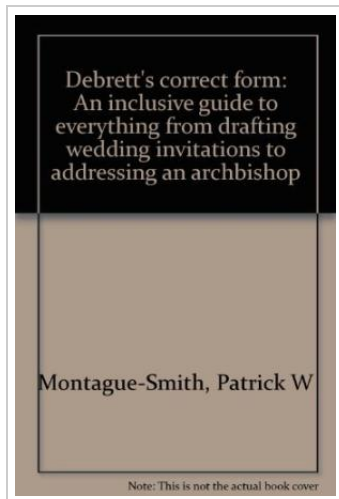 Debrett's correct form:
An inclusive guide to
everything from drafting
wedding invitations to
addressing an archbishop
Montague-Smith, Patrick W
Note: This is not the actual book cover